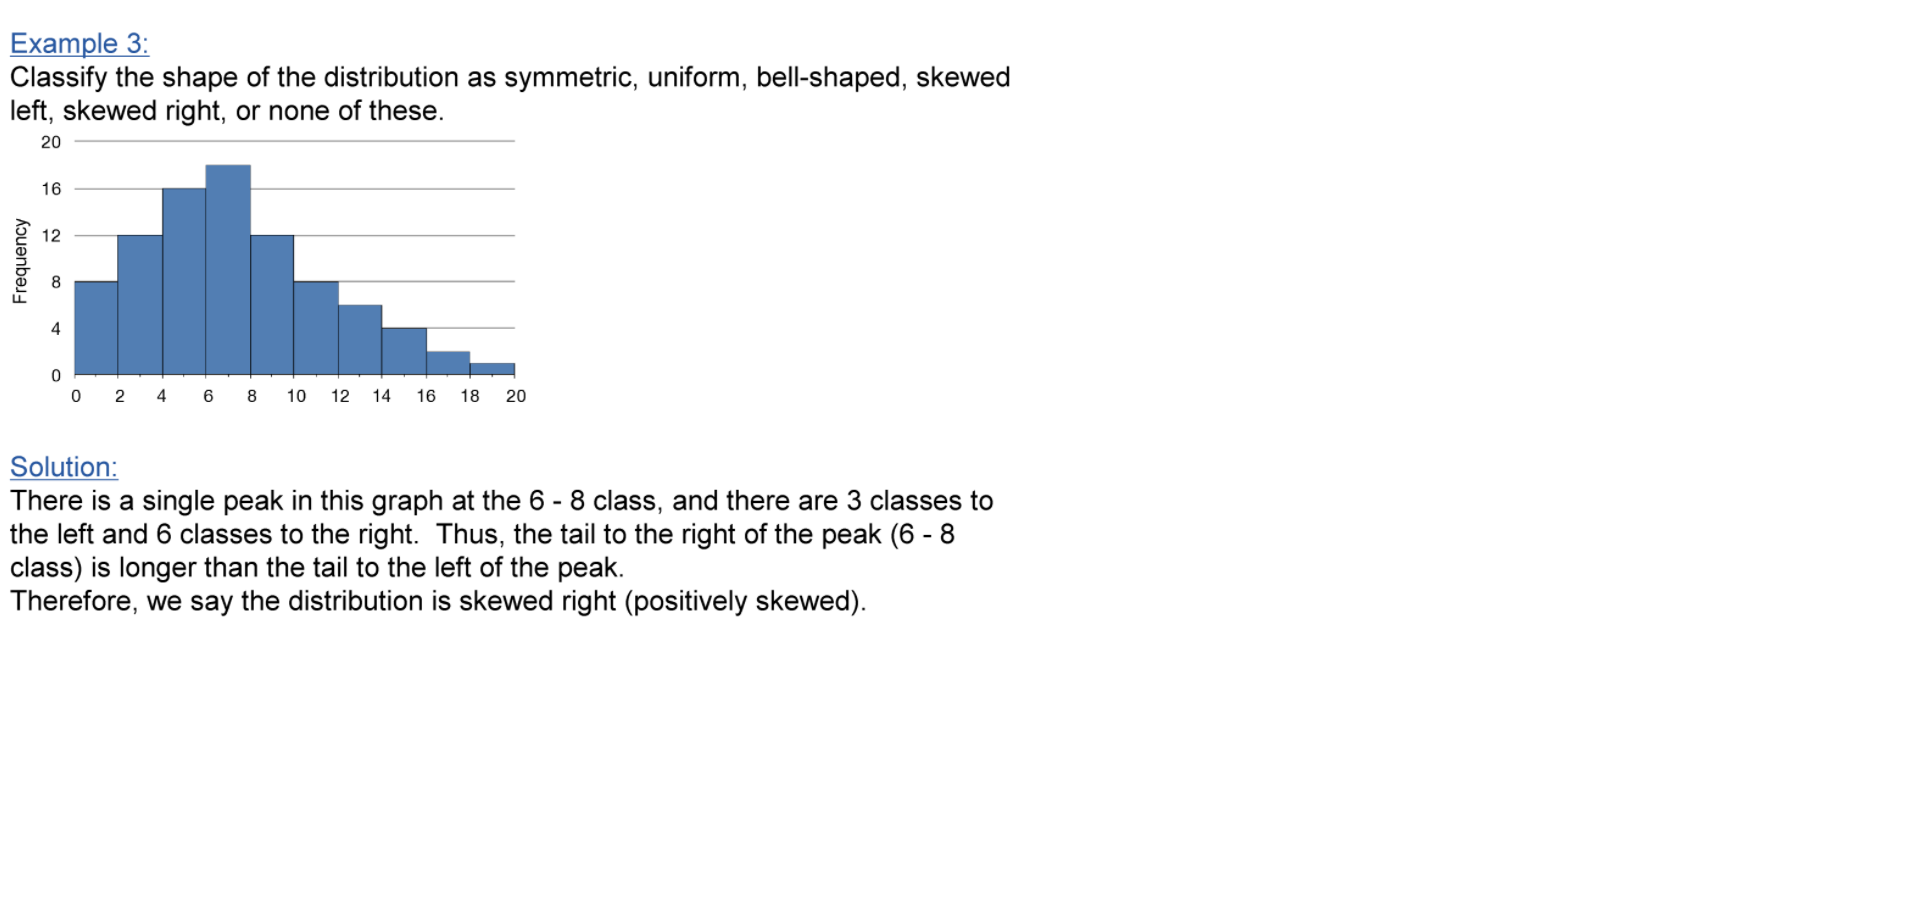 Example 3:
Classify the shape of the distribution as symmetric, uniform, bell-shaped, skewed
left, skewed right, or none of these.
20
16
12
8
4
0
Frequency
0 2 4 6 8 10 12 14 16 18 20
Solution:
There is a single peak in this graph at the 6 - 8 class, and there are 3 classes to
the left and 6 classes to the right.  Thus, the tail to the right of the peak (6 - 8
class) is longer than the tail to the left of the peak.
Therefore, we say the distribution is skewed right (positively skewed).